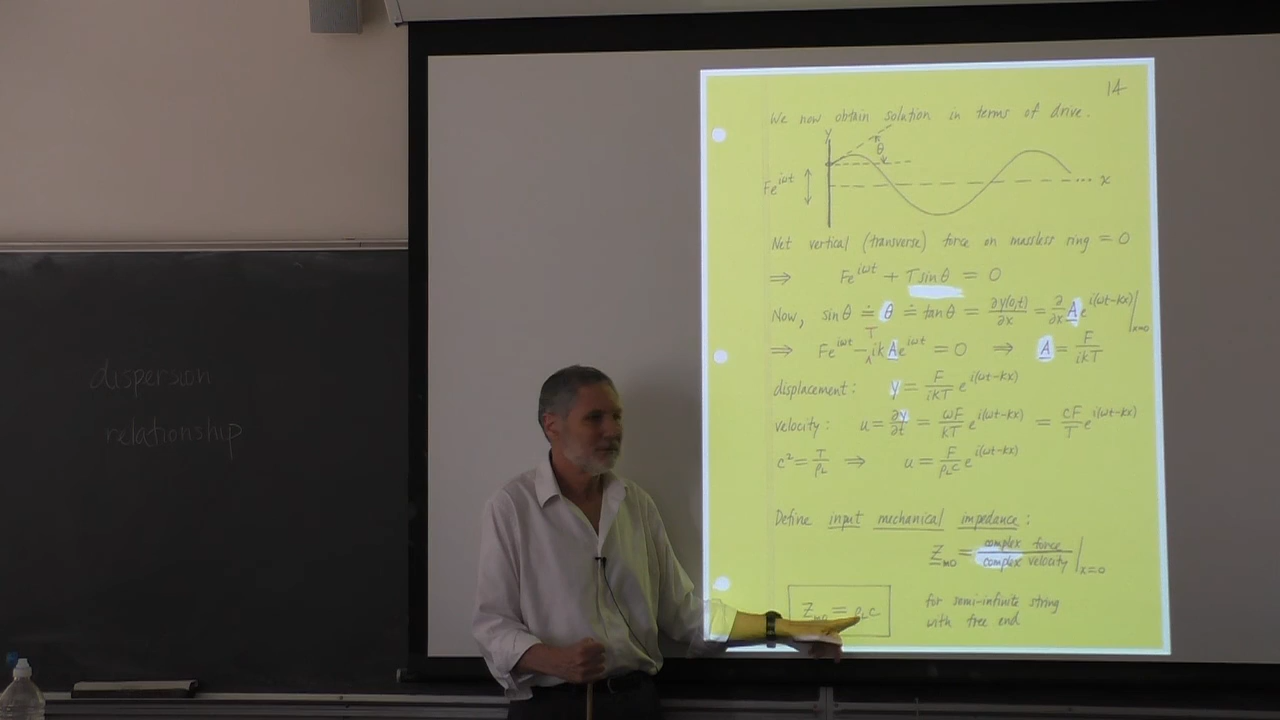 14
We now obtain solution in terms of drive.
y
θ
Fe^{iωt}
... x
Net vertical (transverse) force on massless ring = 0
⇒ Fe^{iωt} + T sinθ = 0
Now, sinθ ≐ θ ≐ tanθ = ∂y(0,t)/∂x = ∂/∂x A e^{i(ωt-kx)}|_{x=0}
⇒ Fe^{iωt} - T ik A e^{iωt} = 0 ⇒ A = F/ikT
displacement: y = F/ikT e^{i(ωt-kx)}
velocity: u = ∂y/∂t = ωF/kT e^{i(ωt-kx)} = cF/T e^{i(ωt-kx)}
c² = T/ρ_L ⇒ u = F/ρ_L c e^{i(ωt-kx)}
Define input mechanical impedance:
Z_{m0} = complex force/complex velocity|_{x=0}
Z_{m0} = ρ_L c for semi-infinite string
with free end
dispersion
relationship